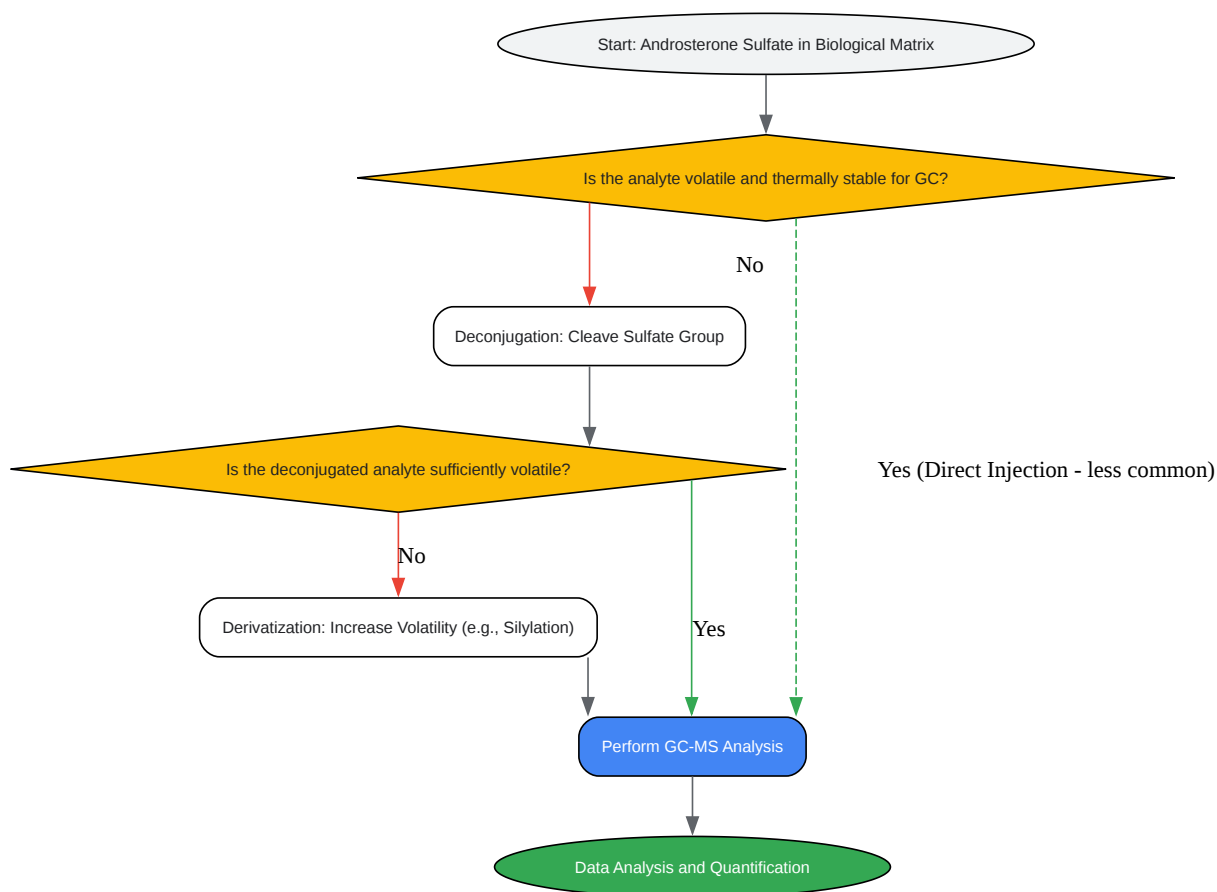 Start: Androsterone Sulfate in Biological Matrix
Is the analyte volatile and thermally stable for GC?
No
Deconjugation: Cleave Sulfate Group
Is the deconjugated analyte sufficiently volatile?
Yes (Direct Injection - less common)
No
Derivatization: Increase Volatility (e.g., Silylation)
Yes
Perform GC-MS Analysis
Data Analysis and Quantification